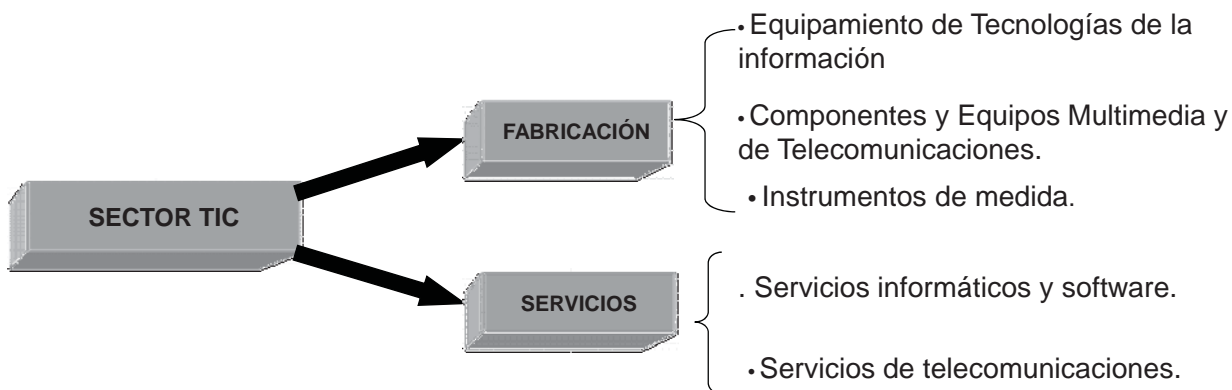 SECTOR TIC
FABRICACIÓN
• Equipamiento de Tecnologías de la
información
• Componentes y Equipos Multimedia y
de Telecomunicaciones.
• Instrumentos de medida.
SERVICIOS
. Servicios informáticos y software.
• Servicios de telecomunicaciones.